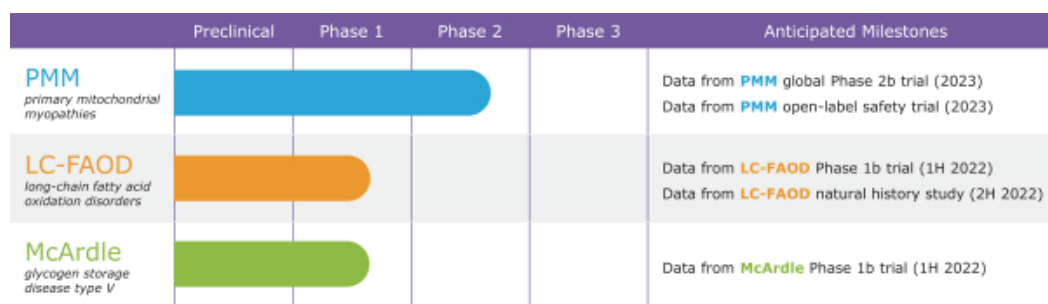 Preclinical Phase 1 Phase 2 Phase 3 Anticipated Milestones
PMM
primary mitochondrial
myopathies
Data from PMM global Phase 2b trial (2023)
Data from PMM open-label safety trial (2023)
LC-FAOD
long-chain fatty acid
oxidation disorders
Data from LC-FAOD Phase 1b trial (1H 2022)
Data from LC-FAOD natural history study (2H 2022)
McArdle
glycogen storage
disease type V
Data from McArdle Phase 1b trial (1H 2022)